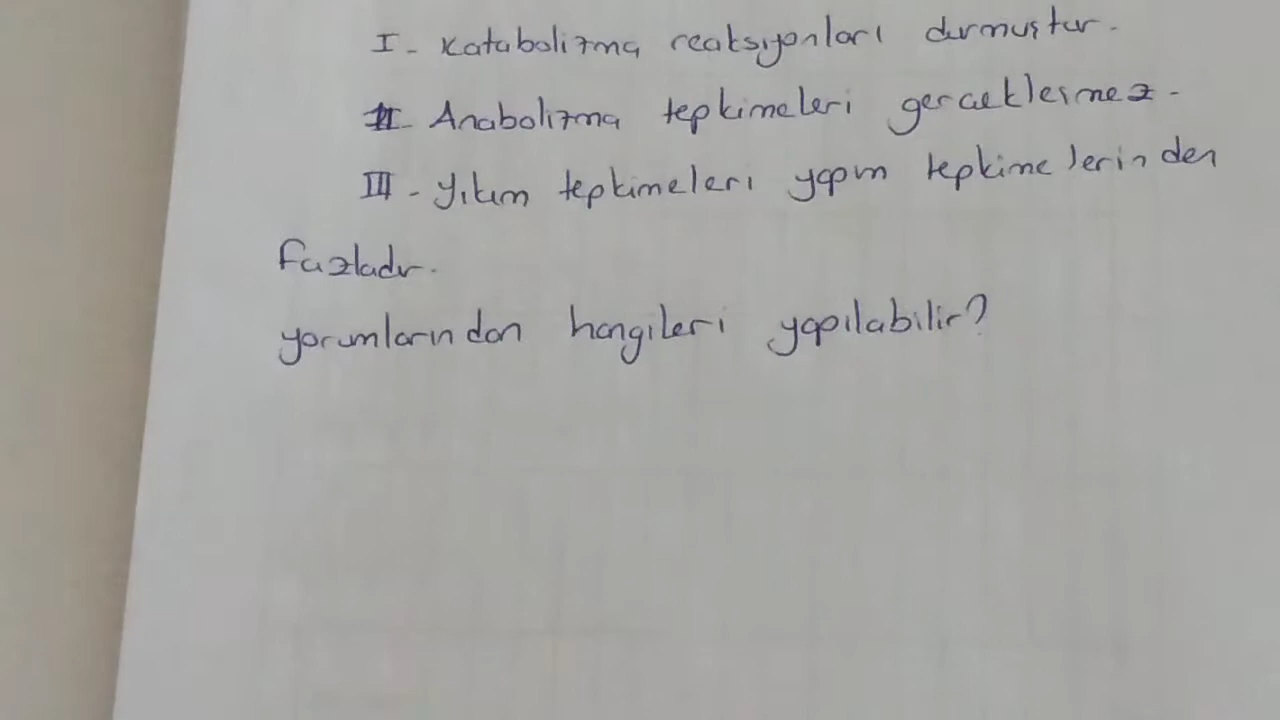 I - Katabolizma reaksiyonları durmuştur.
II - Anabolizma tepkimeleri gerçekleşmez.
III - Yıkım tepkimeleri yapım tepkimelerinden
fazladır.
yorumlarından hangileri yapılabilir?